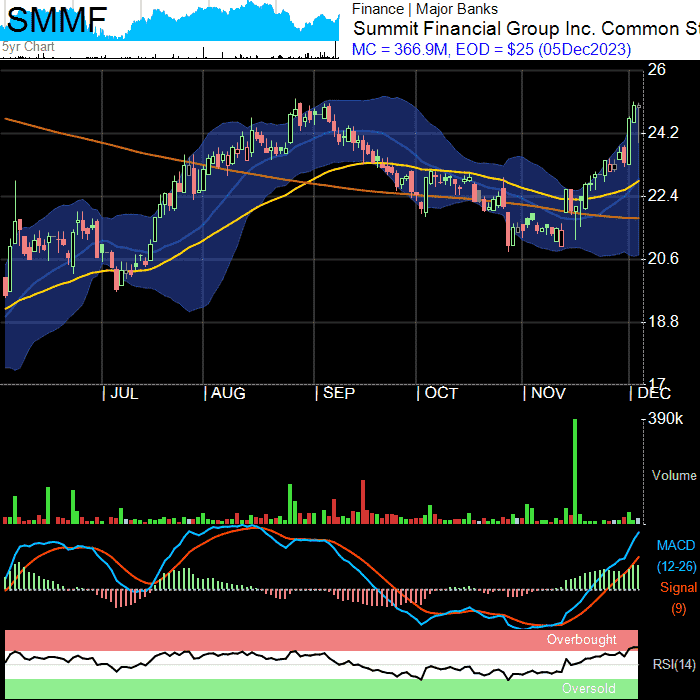 SMMF
5yr Chart
Finance | Major Banks
Summit Financial Group Inc. Common St
MC = 366.9M, EOD = $25 (05Dec2023)
26
24.2
22.4
20.6
18.8
17
JUL AUG SEP OCT NOV DEC
390k
Volume
MACD
(12-26)
Signal
(9)
Overbought
RSI(14)
Oversold